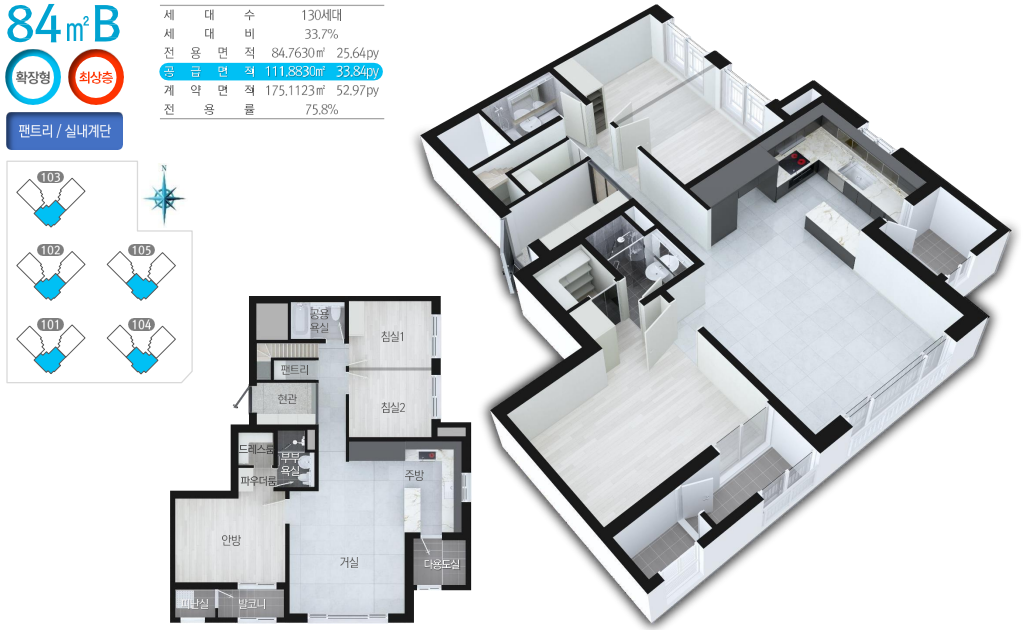 84㎡B
확장형
최상층
팬트리 / 실내계단
세 대 수 130세대
세 대 비 33.7%
전 용 면 적 84.7630㎡ 25.64py
공 급 면 적 111.8830㎡ 33.84py
계 약 면 적 175.1123㎡ 52.97py
전 용 률 75.8%
N
103
102
105
101
104
공용
욕실
침실1
팬트리
현관
침실2
드레스룸
부부
욕실
파우더룸
주방
안방
거실
다용도실
피난실
발코니